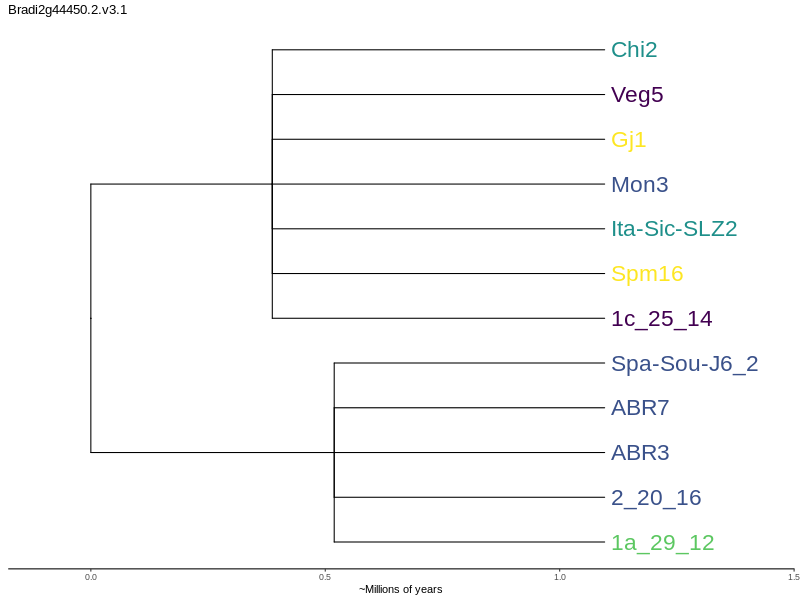 Bradi2g44450.2.v3.1
Chi2
Veg5
Gj1
Mon3
Ita-Sic-SLZ2
Spm16
1c_25_14
Spa-Sou-J6_2
ABR7
ABR3
2_20_16
1a_29_12
0.0 0.5 1.0 1.5
~Millions of years